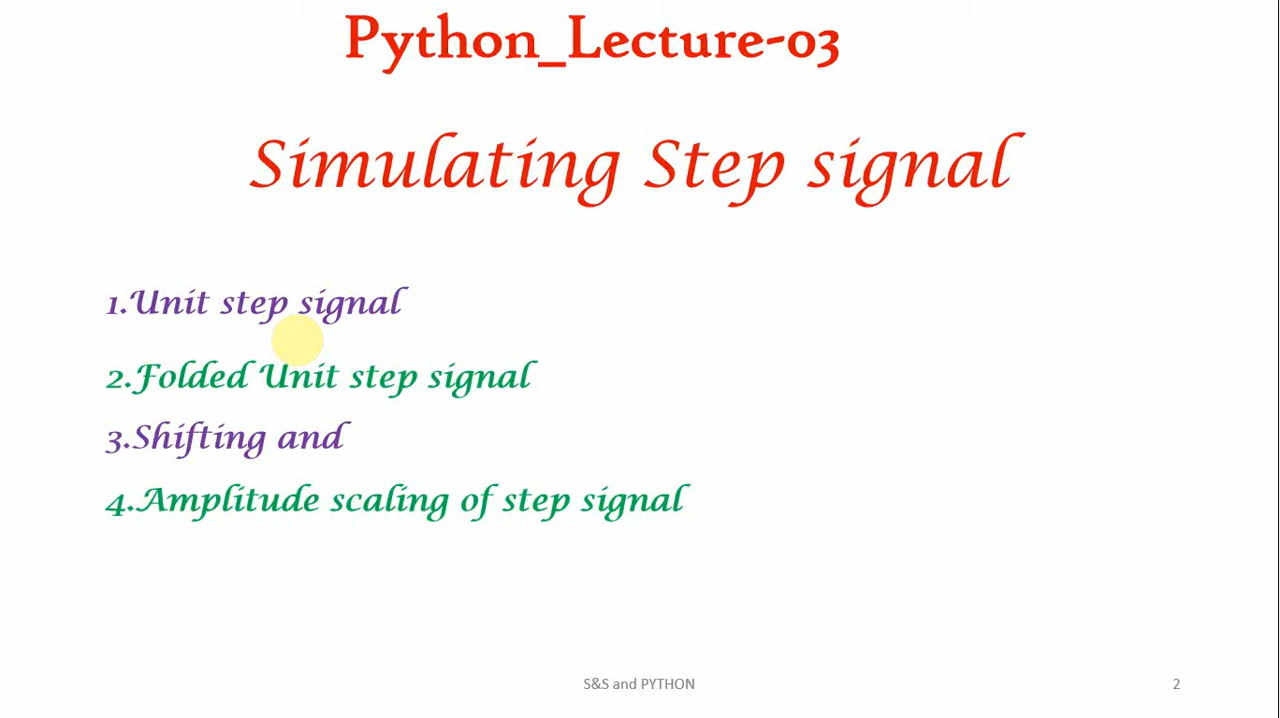 Python_Lecture-03
Simulating Step signal
1.Unit step signal
2.Folded Unit step signal
3.Shifting and
4.Amplitude scaling of step signal
S&S and PYTHON
2